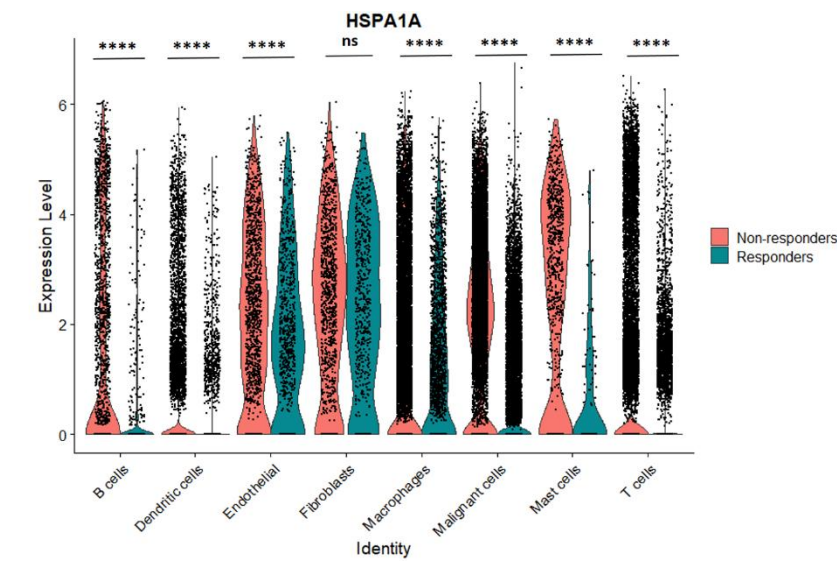 HSPA1A
**** **** **** ns **** **** **** ****
Expression Level
6
4
2
0
B cells
Dendritic cells
Endothelial
Fibroblasts
Macrophages
Malignant cells
Mast cells
T cells
Identity
Non-responders
Responders